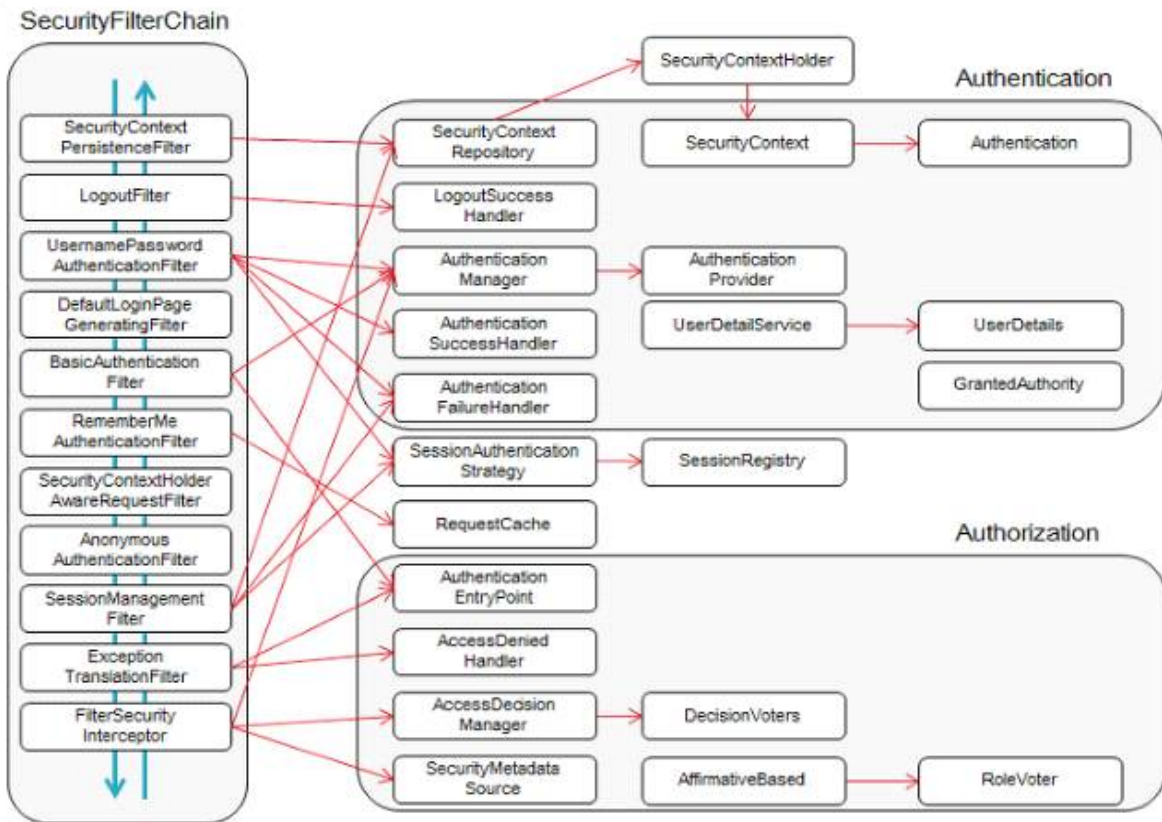 SecurityFilterChain
SecurityContext
PersistenceFilter
LogoutFilter
UsernamePassword
AuthenticationFilter
DefaultLoginPage
GeneratingFilter
BasicAuthentication
Filter
RememberMe
AuthenticationFilter
SecurityContextHolder
AwareRequestFilter
Anonymous
AuthenticationFilter
SessionManagement
Filter
Exception
TranslationFilter
FilterSecurity
Interceptor
SecurityContextHolder
Authentication
SecurityContext
Repository
SecurityContext
Authentication
LogoutSuccess
Handler
Authentication
Manager
Authentication
Provider
Authentication
SuccessHandler
UserDetailService
UserDetails
Authentication
FailureHandler
GrantedAuthority
SessionAuthentication
Strategy
SessionRegistry
RequestCache
Authorization
Authentication
EntryPoint
AccessDenied
Handler
AccessDecision
Manager
DecisionVoters
SecurityMetadata
Source
AffirmativeBased
RoleVoter